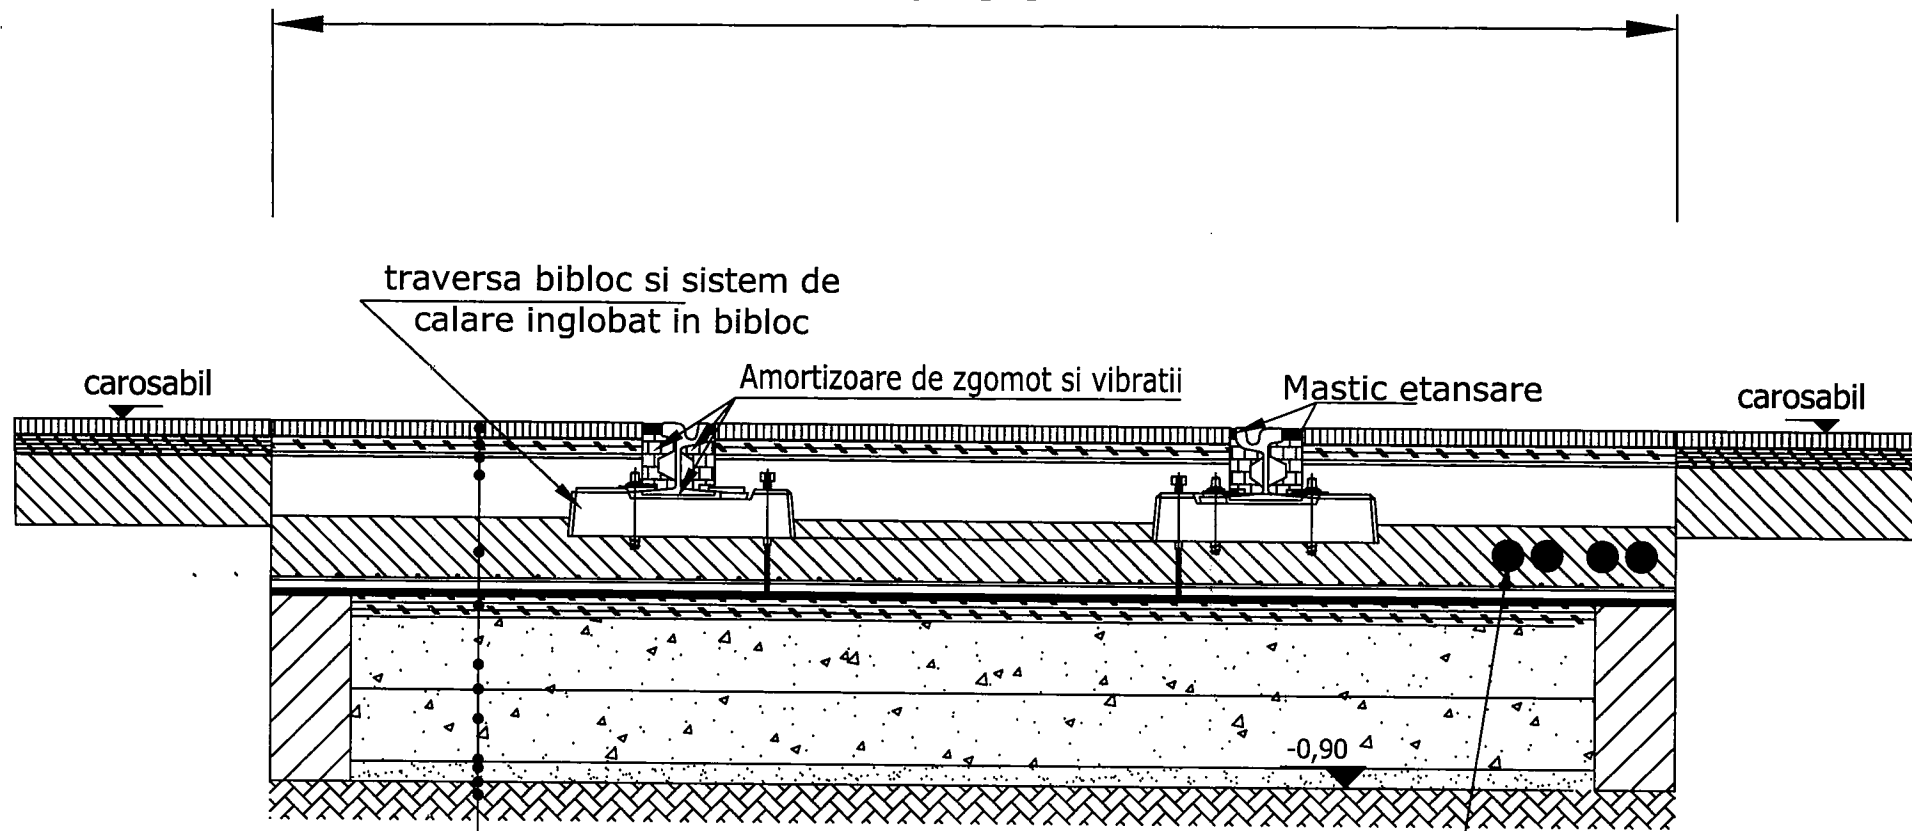 traversa bibloc si sistem de
calare inglobat in bibloc
carosabil
Amortizoare de zgomot si vibratii
Mastic etansare
carosabil
-0,90